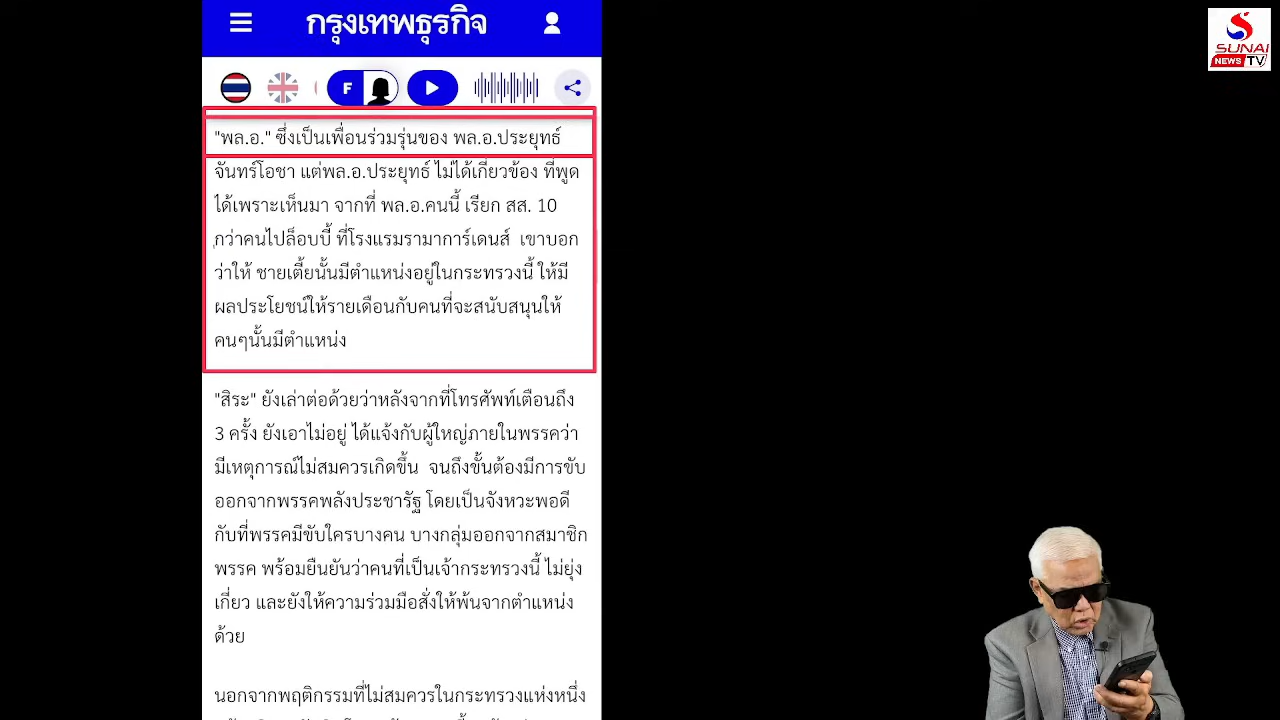 กรุงเทพธุรกิจ
SUNAI
NEWS TV
F
"พล.อ." ซึ่งเป็นเพื่อนร่วมรุ่นของ พล.อ.ประยุทธ์
จันทร์โอชา แต่พล.อ.ประยุทธ์ ไม่ได้เกี่ยวข้อง ที่พูด
ได้เพราะเห็นมา จากที่ พล.อ.คนนี้ เรียก สส. 10
กว่าคนไปล็อบบี้ ที่โรงแรมรามาการ์เดนส์ เขาบอก
ว่าให้ ชายเตี้ยนั้นมีตำแหน่งอยู่ในกระทรวงนี้ ให้มี
ผลประโยชน์ให้รายเดือนกับคนที่จะสนับสนุนให้
คนๆนั้นมีตำแหน่ง
"สิระ" ยังเล่าต่อด้วยว่าหลังจากที่โทรศัพท์เตือนถึง
3 ครั้ง ยังเอาไม่อยู่ ได้แจ้งกับผู้ใหญ่ภายในพรรคว่า
มีเหตุการณ์ไม่สมควรเกิดขึ้น จนถึงขั้นต้องมีการขับ
ออกจากพรรคพลังประชารัฐ โดยเป็นจังหวะพอดี
กับที่พรรคมีขับใครบางคน บางกลุ่มออกจากสมาชิก
พรรค พร้อมยืนยันว่าคนที่เป็นเจ้ากระทรวงนี้ ไม่ยุ่ง
เกี่ยว และยังให้ความร่วมมือสั่งให้พ้นจากตำแหน่ง
ด้วย
นอกจากพฤติกรรมที่ไม่สมควรในกระทรวงแห่งหนึ่ง